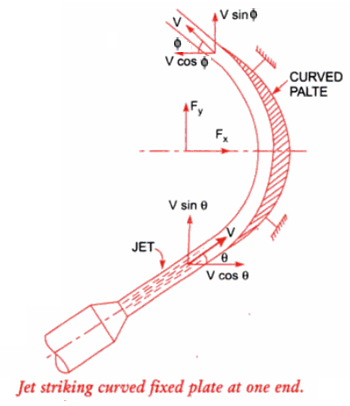 V sin ϕ
V
ϕ
V cos ϕ
CURVED
PALTE
Fy
Fx
V sin θ
V
JET
θ
V cos θ
Jet striking curved fixed plate at one end.